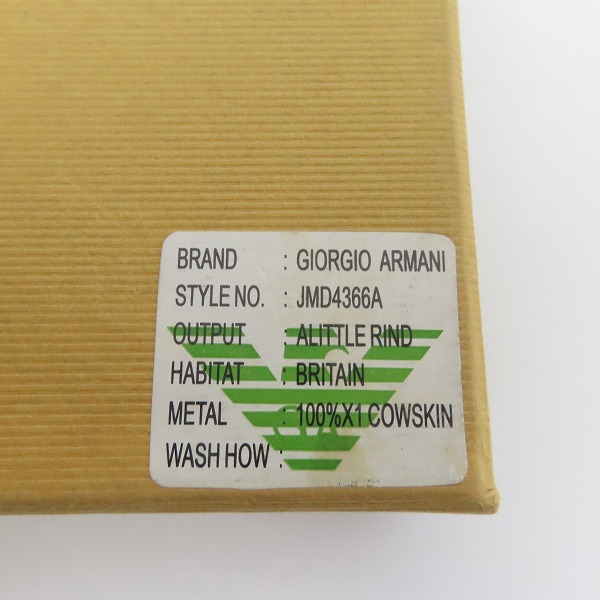 BRAND : GIORGIO ARMANI
STYLE NO. : JMD4366A
OUTPUT : ALITTLE RIND
HABITAT : BRITAIN
METAL : 100%X1 COWSKIN
WASH HOW :